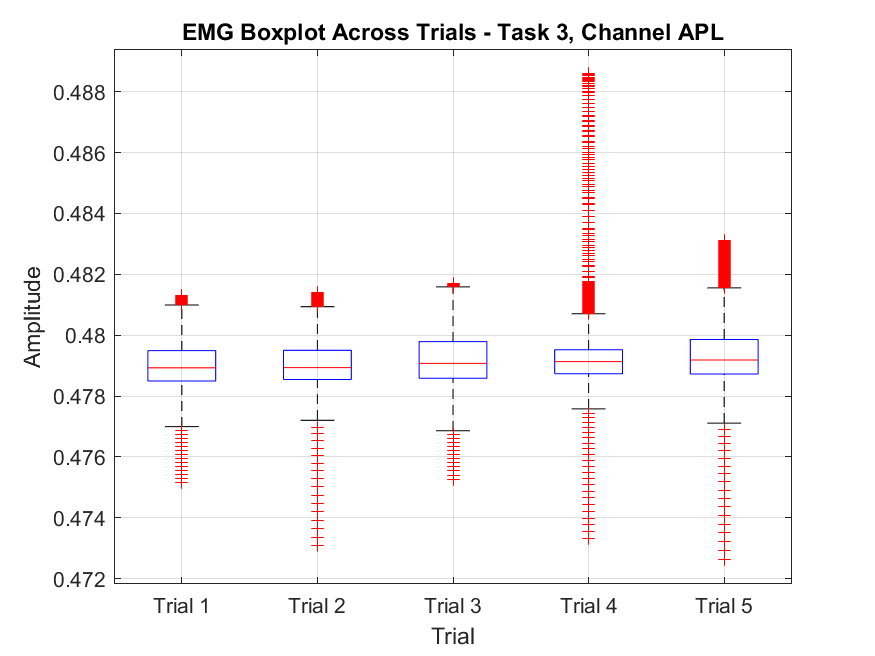 EMG Boxplot Across Trials - Task 3, Channel APL
Amplitude
0.488
0.486
0.484
0.482
0.48
0.478
0.476
0.474
0.472
Trial 1 Trial 2 Trial 3 Trial 4 Trial 5
Trial